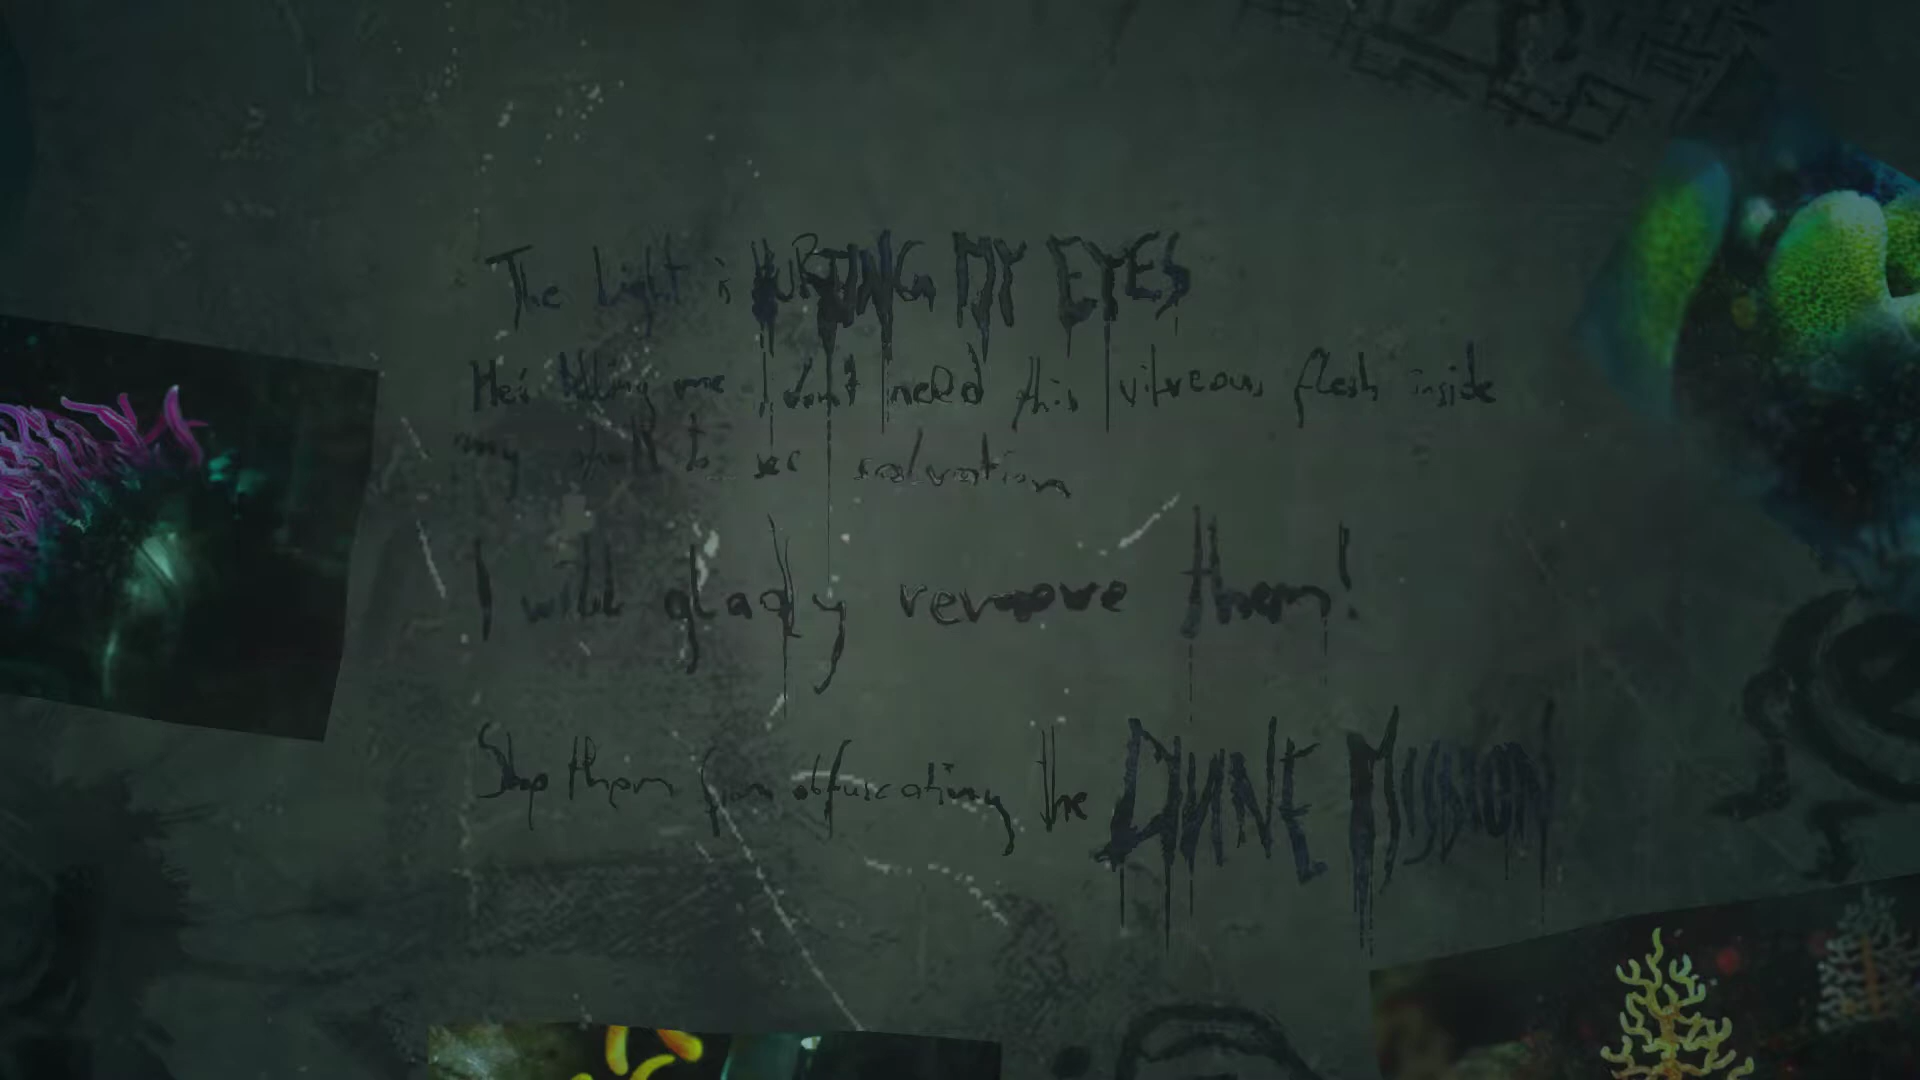 The Light is HURTING MY EYES
He's telling me I don't need this vitreous flesh inside
my skull to see salvation
I will gladly remove them!
Stop them from obfuscating the DIVINE MISSION